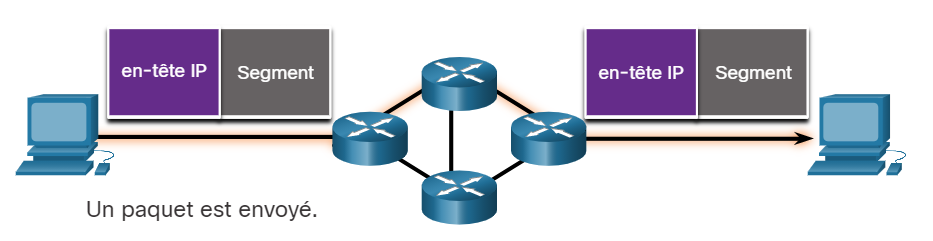 en-tête IP
Segment
en-tête IP
Segment
Un paquet est envoyé.